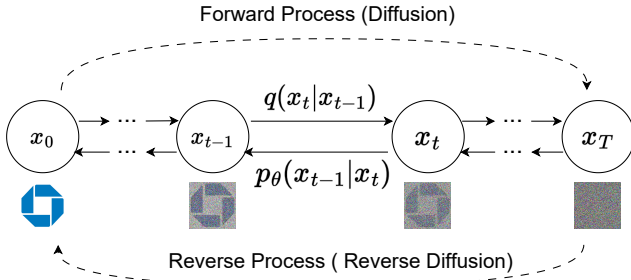 Forward Process (Diffusion)
q(x_t|x_{t-1})
x_0 ... x_{t-1} x_t ... x_T
... ...
p_θ(x_{t-1}|x_t)
Reverse Process ( Reverse Diffusion)